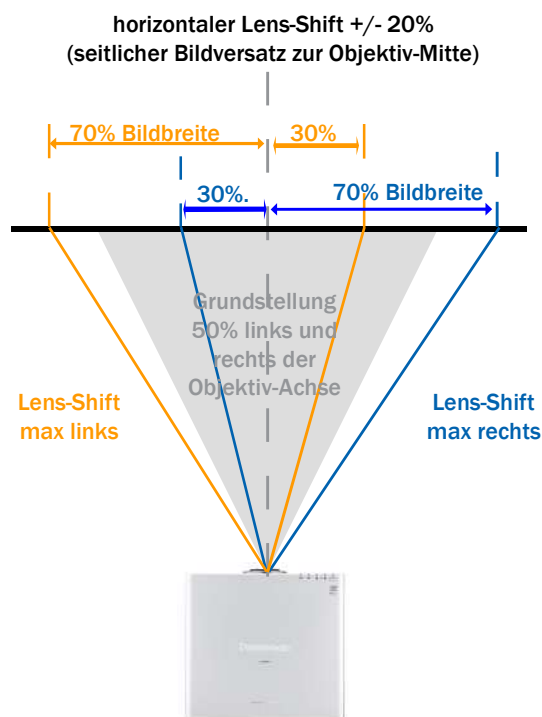 horizontaler Lens-Shift +/- 20%
(seitlicher Bildversatz zur Objektiv-Mitte)
70% Bildbreite
30%
30%.
70% Bildbreite
Grundstellung
50% links und
rechts der
Objektiv-Achse
Lens-Shift
max links
Lens-Shift
max rechts